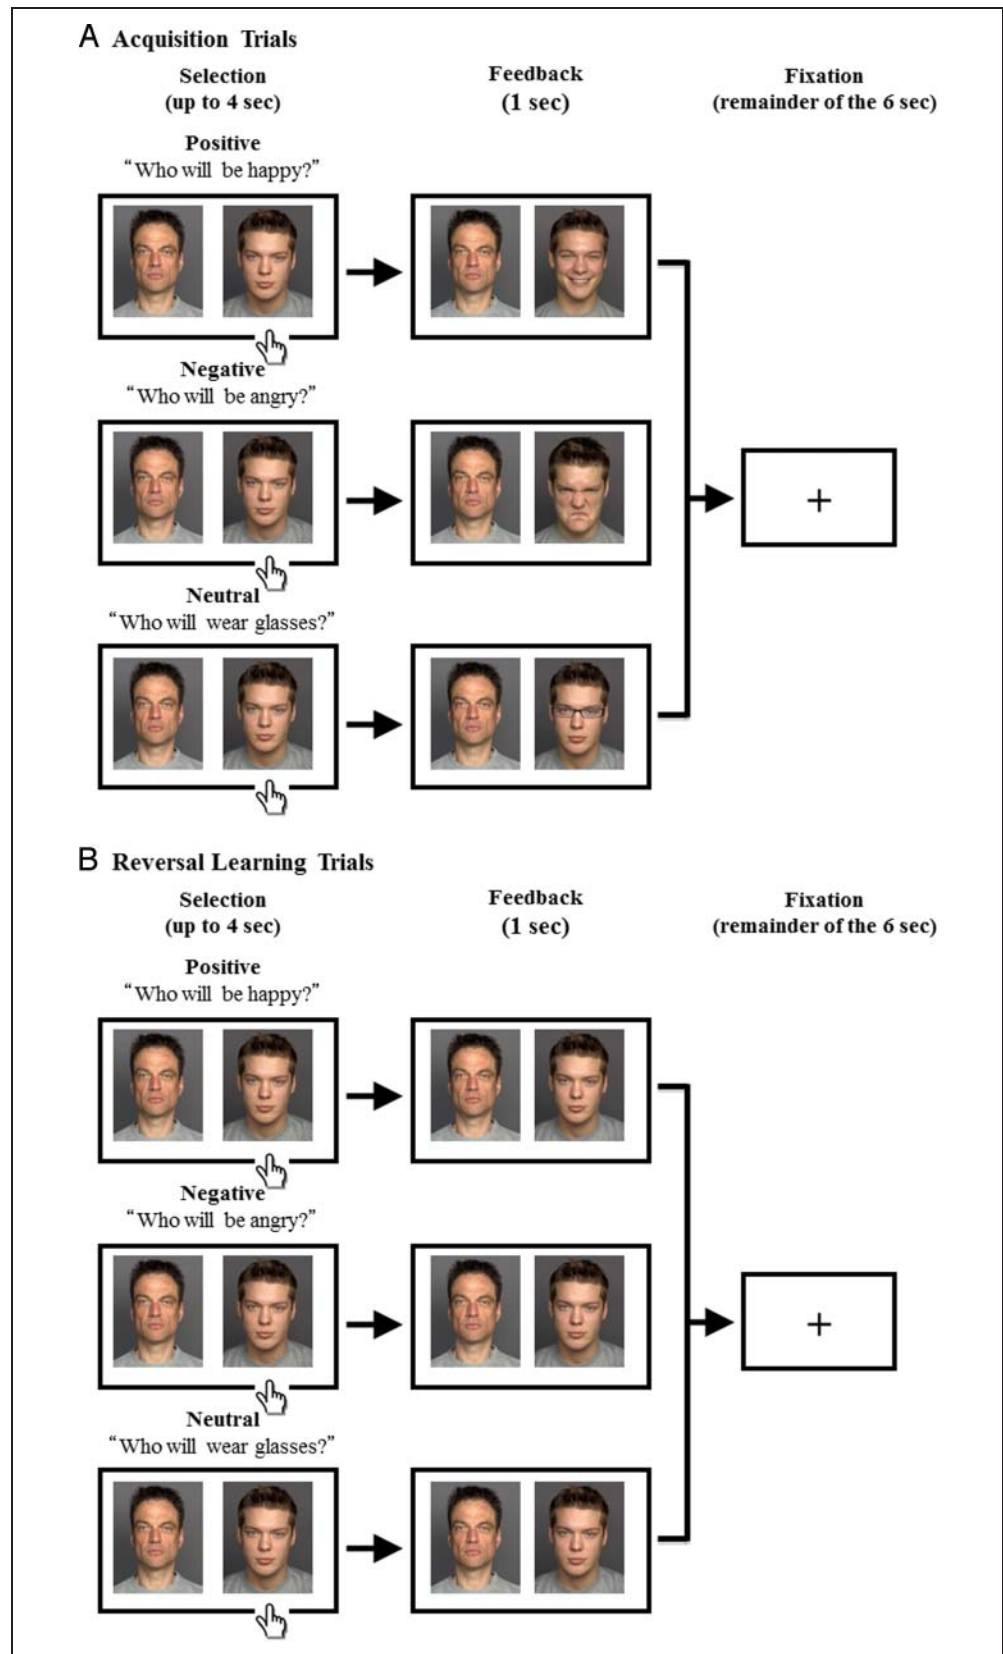 A Acquisition Trials
Selection
(up to 4 sec)
Feedback
(1 sec)
Fixation
(remainder of the 6 sec)
Positive
“Who will be happy?”
Negative
“Who will be angry?”
Neutral
“Who will wear glasses?”
+
B Reversal Learning Trials
Selection
(up to 4 sec)
Feedback
(1 sec)
Fixation
(remainder of the 6 sec)
Positive
“Who will be happy?”
Negative
“Who will be angry?”
Neutral
“Who will wear glasses?”
+